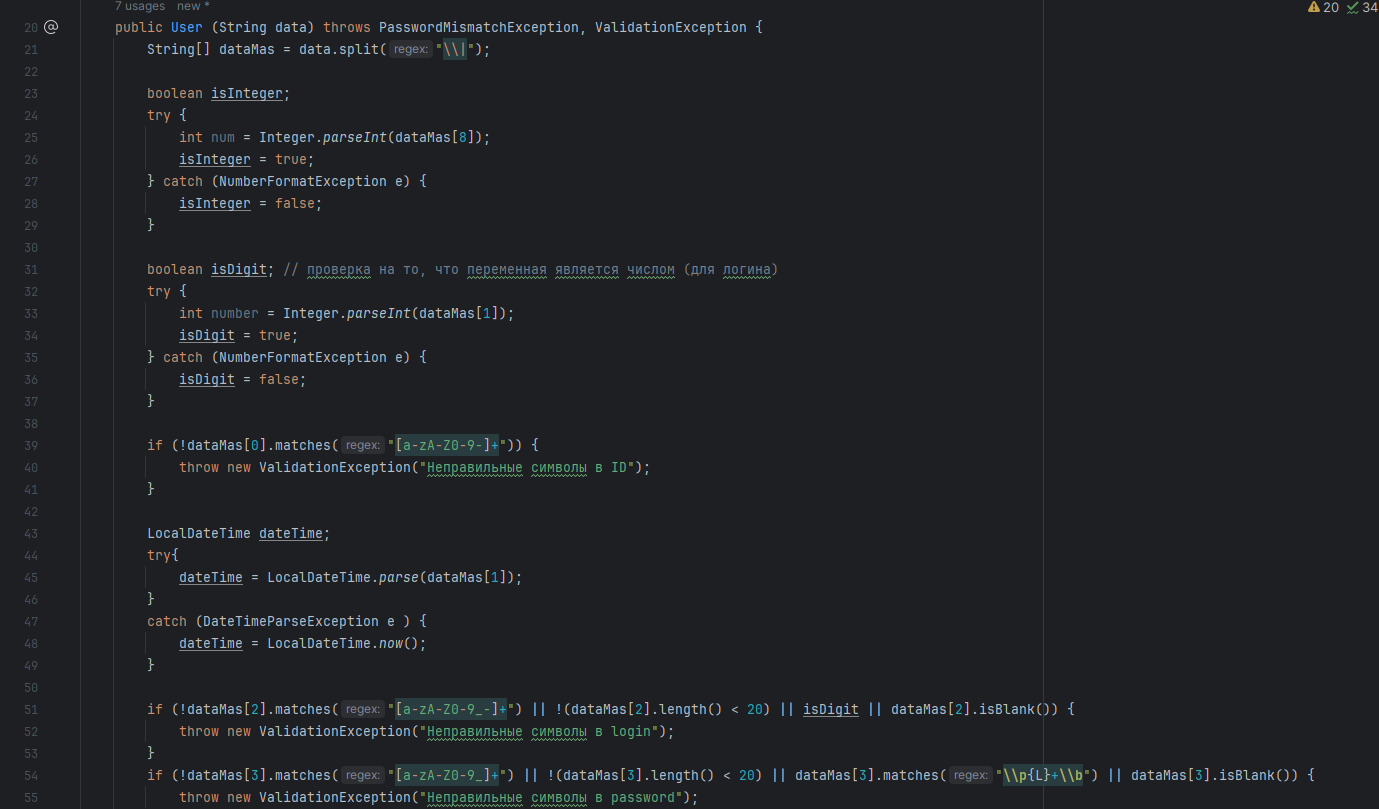 7 usages new *
20 @ public User (String data) throws PasswordMismatchException, ValidationException { 20 34
21 String[] dataMas = data.split( regex: "\\|");
22
23 boolean isInteger;
24 try {
25 int num = Integer.parseInt(dataMas[8]);
26 isInteger = true;
27 } catch (NumberFormatException e) {
28 isInteger = false;
29 }
30
31 boolean isDigit; // проверка на то, что переменная является числом (для логина)
32 try {
33 int number = Integer.parseInt(dataMas[1]);
34 isDigit = true;
35 } catch (NumberFormatException e) {
36 isDigit = false;
37 }
38
39 if (!dataMas[0].matches( regex: "[a-zA-Z0-9-]+")) {
40 throw new ValidationException("Неправильные символы в ID");
41 }
42
43 LocalDateTime dateTime;
44 try{
45 dateTime = LocalDateTime.parse(dataMas[1]);
46 }
47 catch (DateTimeParseException e ) {
48 dateTime = LocalDateTime.now();
49 }
50
51 if (!dataMas[2].matches( regex: "[a-zA-Z0-9_-]+") || !(dataMas[2].length() < 20) || isDigit || dataMas[2].isBlank()) {
52 throw new ValidationException("Неправильные символы в login");
53 }
54 if (!dataMas[3].matches( regex: "[a-zA-Z0-9_]+") || !(dataMas[3].length() < 20) || dataMas[3].matches( regex: "\\p{L}+\\b") || dataMas[3].isBlank()) {
55 throw new ValidationException("Неправильные символы в password");